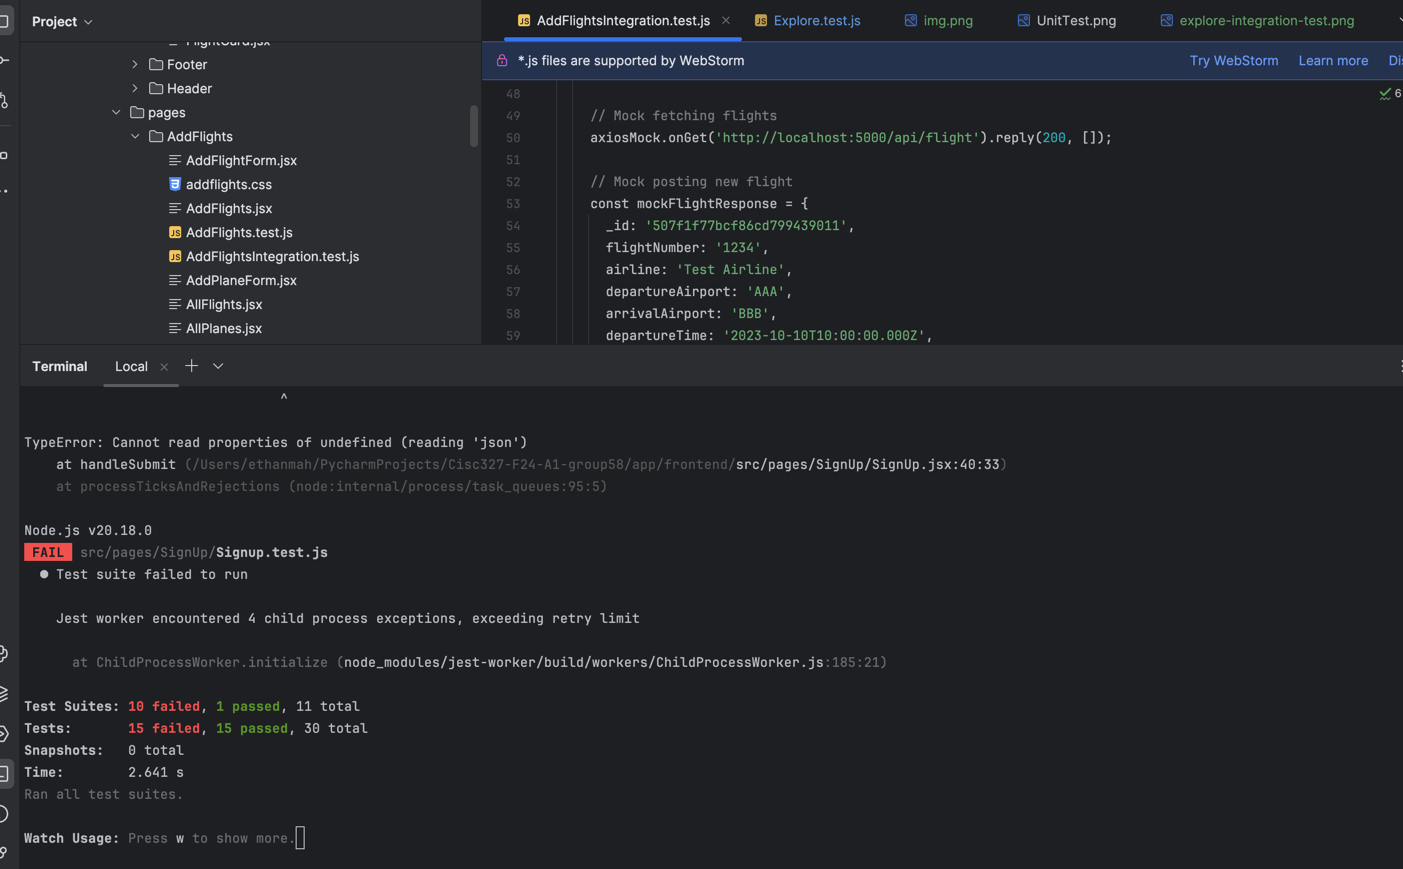 Project
AddFlightsIntegration.test.js
Explore.test.js
img.png
UnitTest.png
explore-integration-test.png
FlightCard.jsx
Footer
Header
pages
AddFlights
AddFlightForm.jsx
addflights.css
AddFlights.jsx
AddFlights.test.js
AddFlightsIntegration.test.js
AddPlaneForm.jsx
AllFlights.jsx
AllPlanes.jsx
*.js files are supported by WebStorm
Try WebStorm
Learn more
Dis
6
48
49 // Mock fetching flights
50 axiosMock.onGet('http://localhost:5000/api/flight').reply(200, []);
51
52 // Mock posting new flight
53 const mockFlightResponse = {
54 _id: '507f1f77bcf86cd799439011',
55 flightNumber: '1234',
56 airline: 'Test Airline',
57 departureAirport: 'AAA',
58 arrivalAirport: 'BBB',
59 departureTime: '2023-10-10T10:00:00.000Z',
Terminal
Local
^
TypeError: Cannot read properties of undefined (reading 'json')
at handleSubmit (/Users/ethanmah/PycharmProjects/Cisc327-F24-A1-group58/app/frontend/src/pages/SignUp/SignUp.jsx:40:33)
at processTicksAndRejections (node:internal/process/task_queues:95:5)
Node.js v20.18.0
FAIL src/pages/SignUp/Signup.test.js
● Test suite failed to run
Jest worker encountered 4 child process exceptions, exceeding retry limit
at ChildProcessWorker.initialize (node_modules/jest-worker/build/workers/ChildProcessWorker.js:185:21)
Test Suites: 10 failed, 1 passed, 11 total
Tests: 15 failed, 15 passed, 30 total
Snapshots: 0 total
Time: 2.641 s
Ran all test suites.
Watch Usage: Press w to show more.